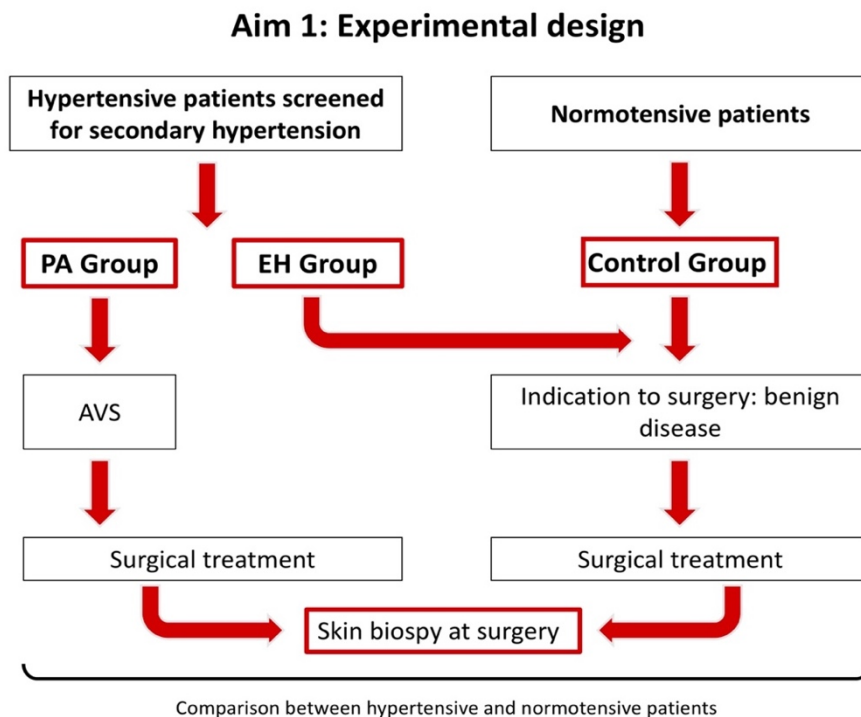 Aim 1: Experimental design
Hypertensive patients screened
for secondary hypertension
Normotensive patients
PA Group
EH Group
Control Group
AVS
Indication to surgery: benign
disease
Surgical treatment
Surgical treatment
Skin biospy at surgery
Comparison between hypertensive and normotensive patients